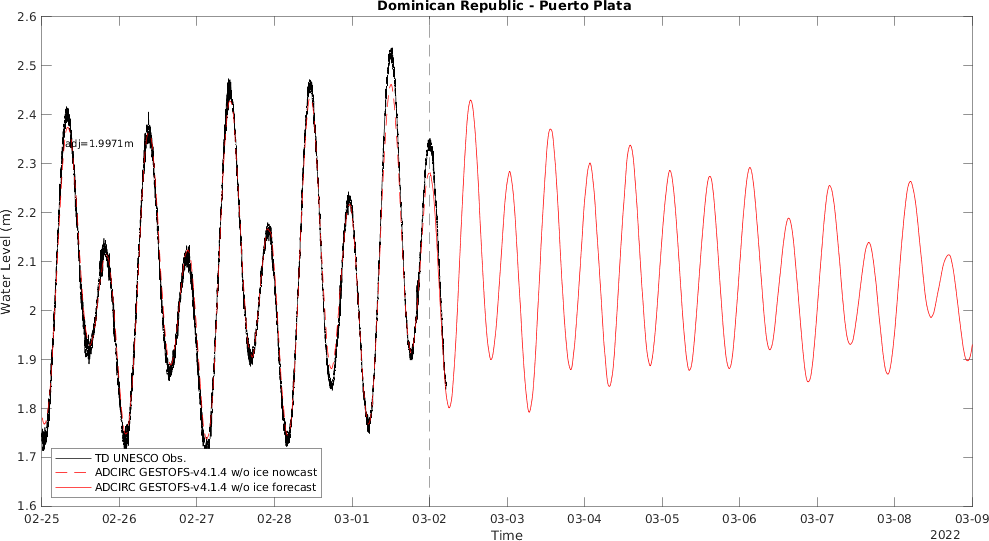 Dominican Republic - Puerto Plata
2.6
2.5
2.4
2.3
2.2
2.1
2
1.9
1.8
1.7
1.6
Water Level (m)
adj=1.9971m
TD UNESCO Obs.
ADCIRC GESTOFS-v4.1.4 w/o ice nowcast
ADCIRC GESTOFS-v4.1.4 w/o ice forecast
02-25 02-26 02-27 02-28 03-01 03-02 03-03 03-04 03-05 03-06 03-07 03-08 03-09
Time
2022